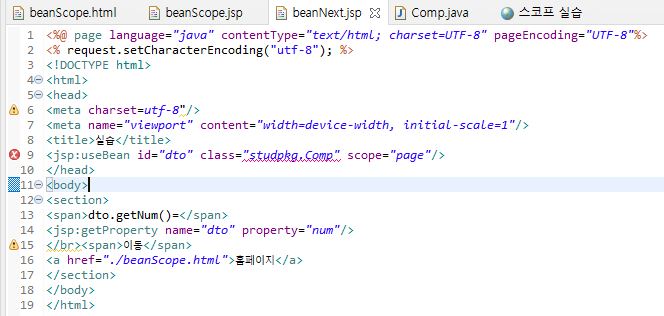 beanScope.html beanScope.jsp beanNext.jsp Comp.java 스코프 실습
1 <%@ page language="java" contentType="text/html; charset=UTF-8" pageEncoding="UTF-8"%>
2 <% request.setCharacterEncoding("utf-8"); %>
3 <!DOCTYPE html>
4 <html>
5 <head>
6 <meta charset=utf-8"/>
7 <meta name="viewport" content="width=device-width, initial-scale=1"/>
8 <title>실습</title>
9 <jsp:useBean id="dto" class="studpkg.Comp" scope="page"/>
10 </head>
11 <body>
12 <section>
13 <span>dto.getNum()=</span>
14 <jsp:getProperty name="dto" property="num"/>
15 </br><span>이동</span>
16 <a href="./beanScope.html">홈페이지</a>
17 </section>
18 </body>
19 </html>